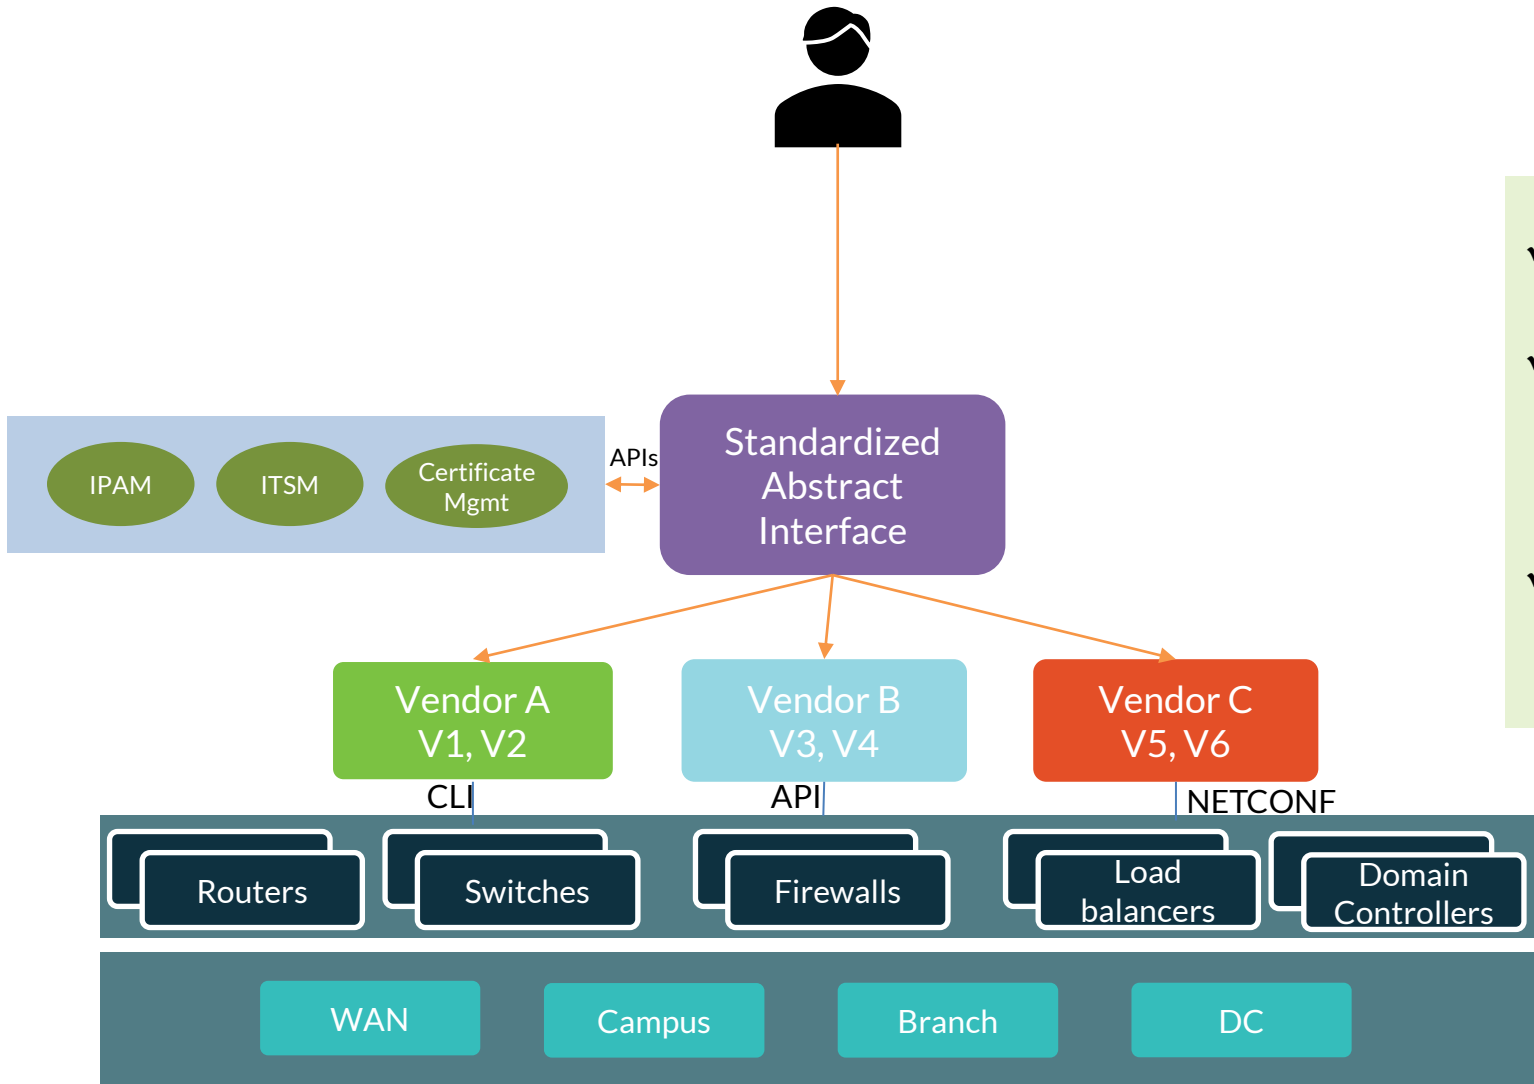 APIs
Standardized
Abstract
Interface
IPAM
ITSM
Certificate
Mgmt
Vendor A
V1, V2
Vendor B
V3, V4
Vendor C
V5, V6
CLI
API
NETCONF
Routers
Switches
Firewalls
Load
balancers
Domain
Controllers
WAN
Campus
Branch
DC